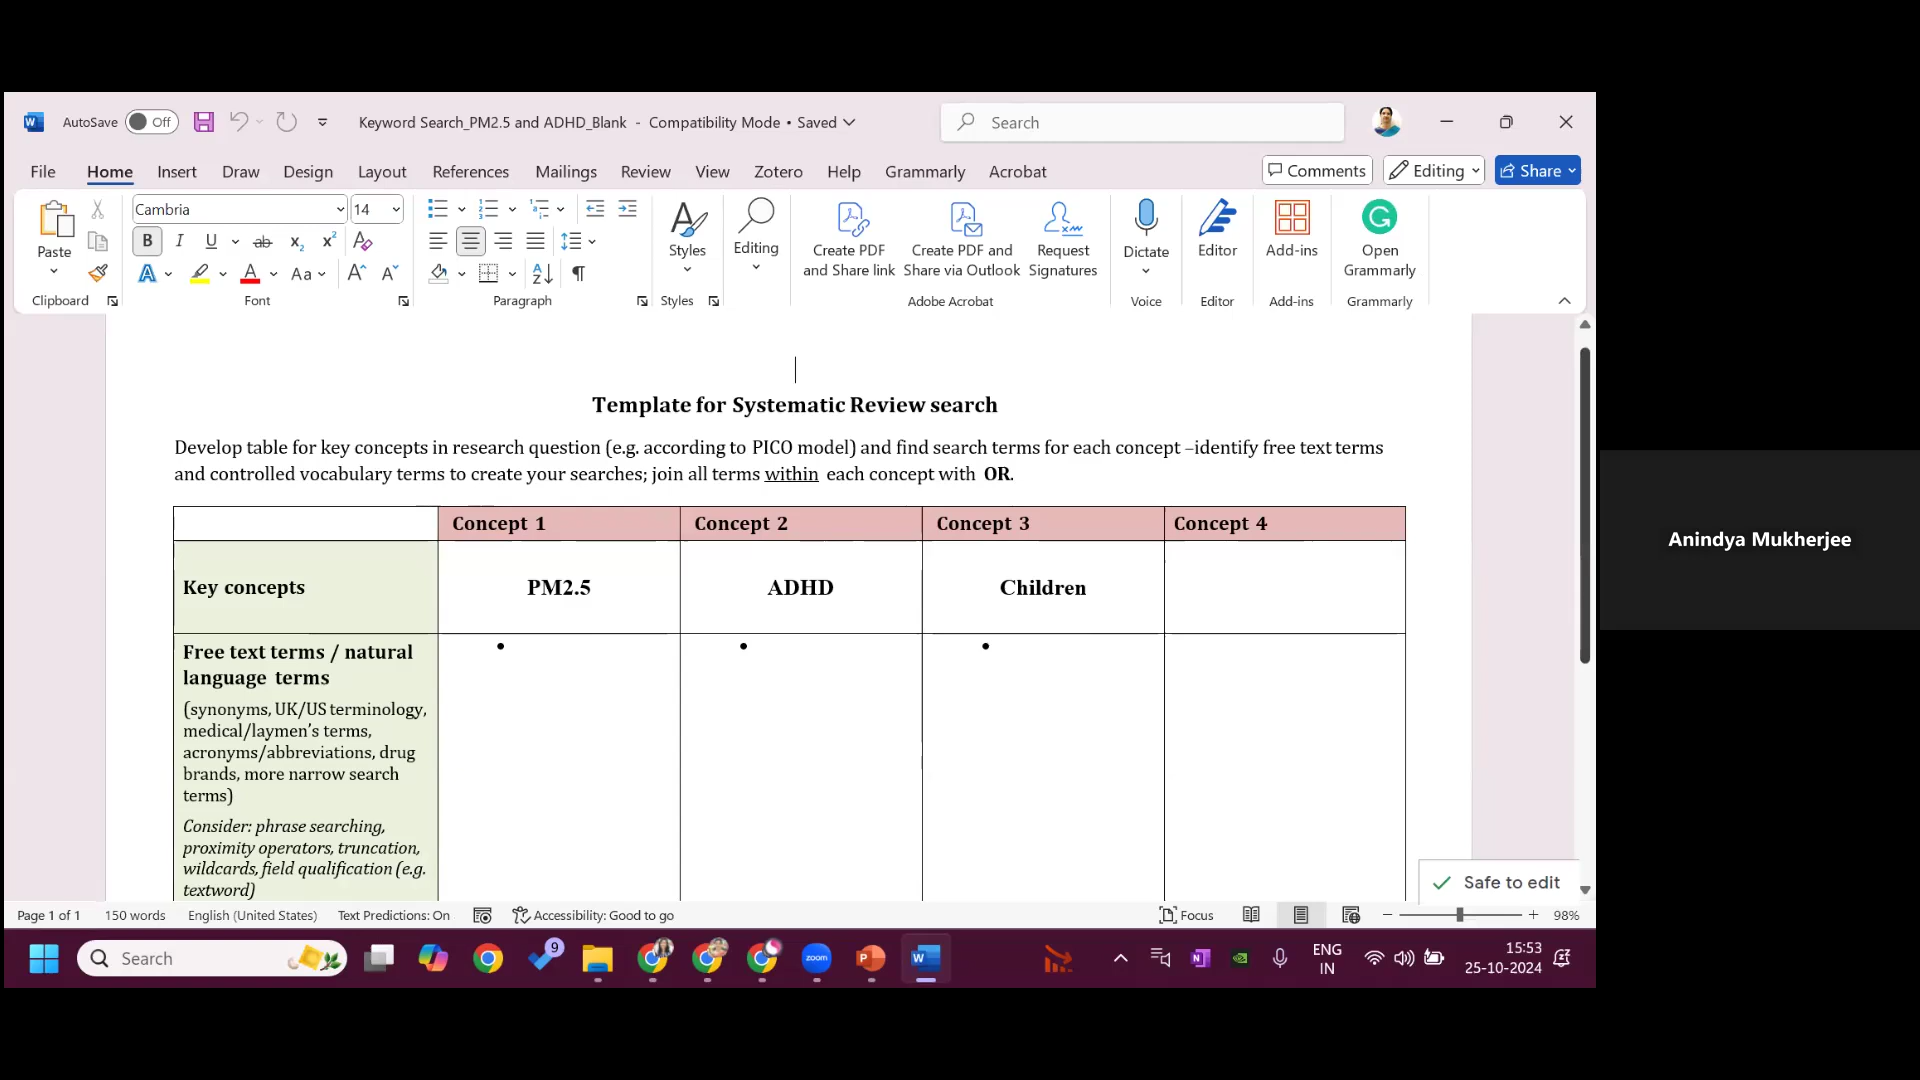 AutoSave Off Keyword Search_PM2.5 and ADHD_Blank - Compatibility Mode • Saved Search
File Home Insert Draw Design Layout References Mailings Review View Zotero Help Grammarly Acrobat Comments Editing Share
Cambria 14
Paste
B I U ab x₂ x² A
A A Aa A A
Styles
Editing
Create PDF and Share link
Create PDF and Share via Outlook
Request Signatures
Dictate
Editor
Add-ins
Open Grammarly
Clipboard Font Paragraph Styles Adobe Acrobat Voice Editor Add-ins Grammarly
Template for Systematic Review search
Develop table for key concepts in research question (e.g. according to PICO model) and find search terms for each concept –identify free text terms
and controlled vocabulary terms to create your searches; join all terms within each concept with OR.
Concept 1 Concept 2 Concept 3 Concept 4
Key concepts PM2.5 ADHD Children
Free text terms / natural
language terms
(synonyms, UK/US terminology,
medical/laymen's terms,
acronyms/abbreviations, drug
brands, more narrow search
terms)
Consider: phrase searching,
proximity operators, truncation,
wildcards, field qualification (e.g.
textword)
Safe to edit
Page 1 of 1 150 words English (United States) Text Predictions: On Accessibility: Good to go Focus 98%
Search 9 zoom ENG IN 15:53 25-10-2024
Anindya Mukherjee